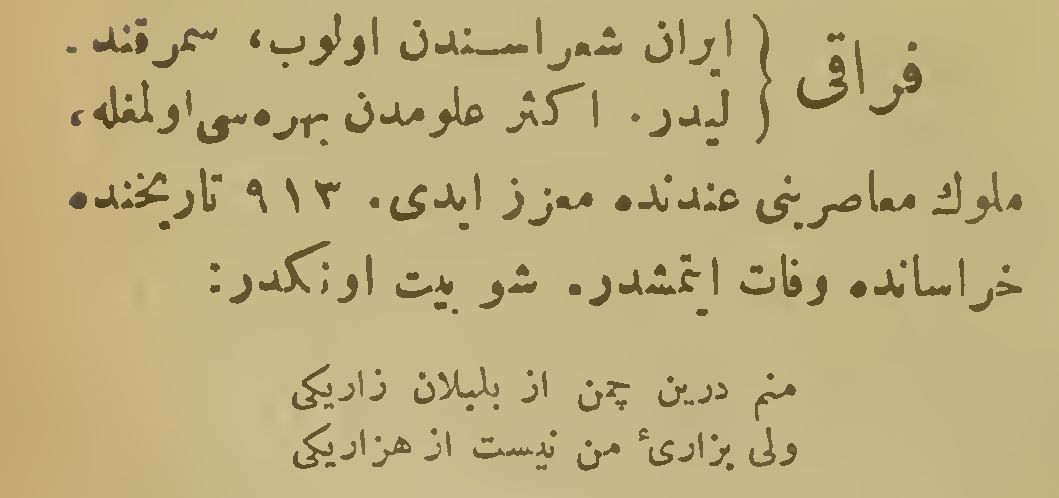 فراقی } ایران شعراسندن اولوب، سمرقند-
لیدر. اکثر علومدن بهره‌سی اولمغله،
ملوك معاصرینی عندنده معزز ایدی. ٩١٣ تاریخنده
خراسانده وفات ایتمشدر. شو بیت اونکدر:
منم درین چمن از بلبلان زاریکی
ولی بزاریٔ من نیست از هزاریکی